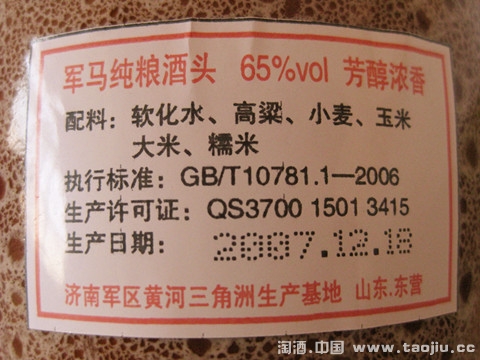 军马纯粮酒头 65%vol 芳醇浓香
配料：软化水、高粱、小麦、玉米
大米、糯米
执行标准：GB/T10781.1—2006
生产许可证：QS3700 1501 3415
生产日期：2007.12.18
济南军区黄河三角洲生产基地 山东.东营
淘酒.中国 www.taojiu.cc